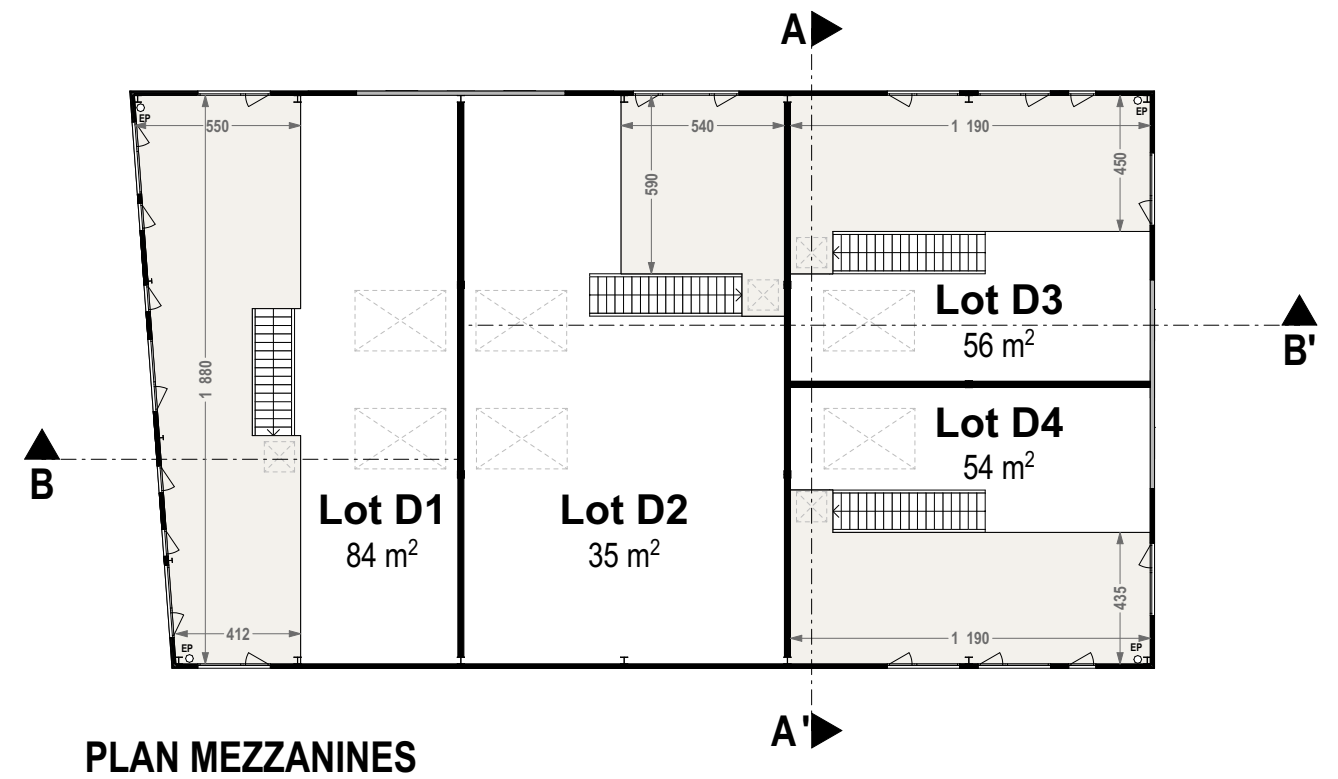 A
EP
550
540
1 190
EP
590
450
Lot D3
56 m²
B'
1 880
Lot D4
54 m²
B
Lot D1
84 m²
Lot D2
35 m²
435
412
1 190
EP
EP
A'
PLAN MEZZANINES